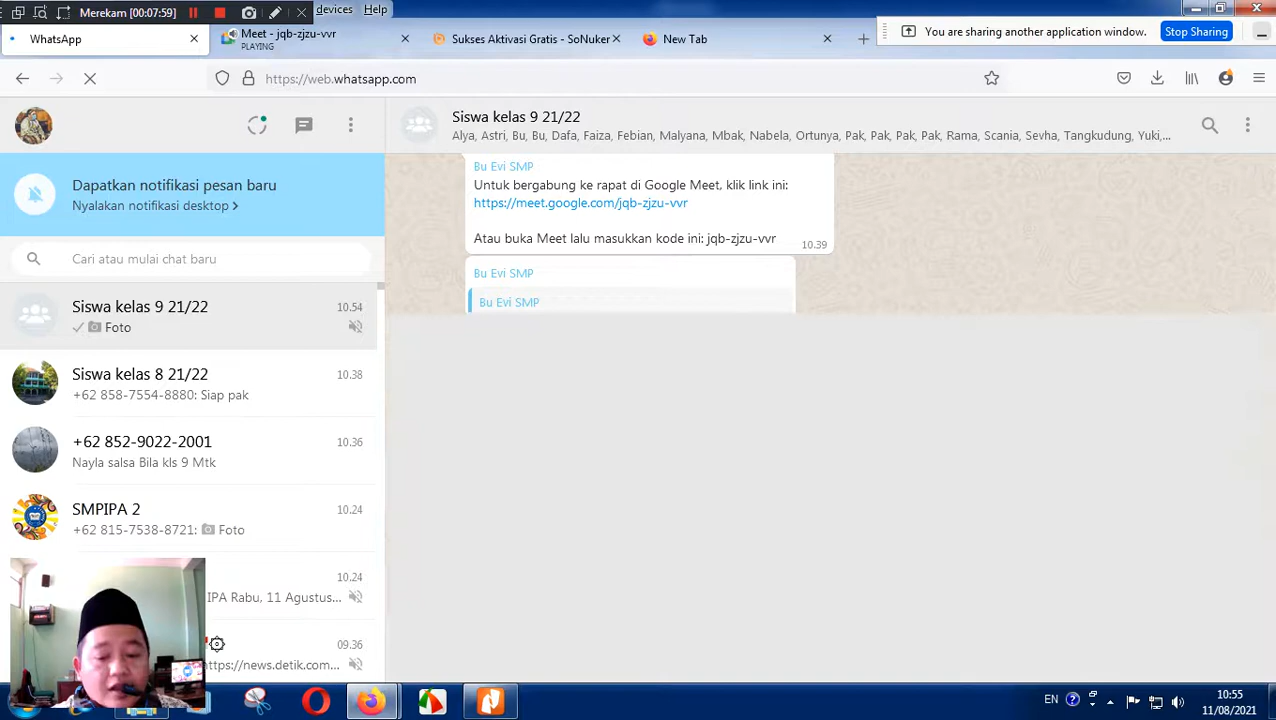 Merekam [00:07:59]
devices Help
WhatsApp
Meet - jqb-zjzu-vvr
PLAYING
Sukses Activasi Gratis - SoNuker
New Tab
You are sharing another application window.
Stop Sharing
https://web.whatsapp.com
Siswa kelas 9 21/22
Alya, Astri, Bu, Bu, Dafa, Faiza, Febian, Malyana, Mbak, Nabela, Ortunya, Pak, Pak, Pak, Pak, Rama, Scania, Sevha, Tangkudung, Yuki,...
Dapatkan notifikasi pesan baru
Nyalakan notifikasi desktop >
Cari atau mulai chat baru
Siswa kelas 9 21/22
10.54
Foto
Siswa kelas 8 21/22
10.38
+62 858-7554-8880: Siap pak
+62 852-9022-2001
10.36
Nayla salsa Bila kls 9 Mtk
SMPIPA 2
10.24
+62 815-7538-8721: Foto
10.24
IPA Rabu, 11 Agustus...
09.36
https://news.detik.com...
Bu Evi SMP
Untuk bergabung ke rapat di Google Meet, klik link ini:
https://meet.google.com/jqb-zjzu-vvr
Atau buka Meet lalu masukkan kode ini: jqb-zjzu-vvr
10.39
Bu Evi SMP
Bu Evi SMP
EN
10:55
11/08/2021